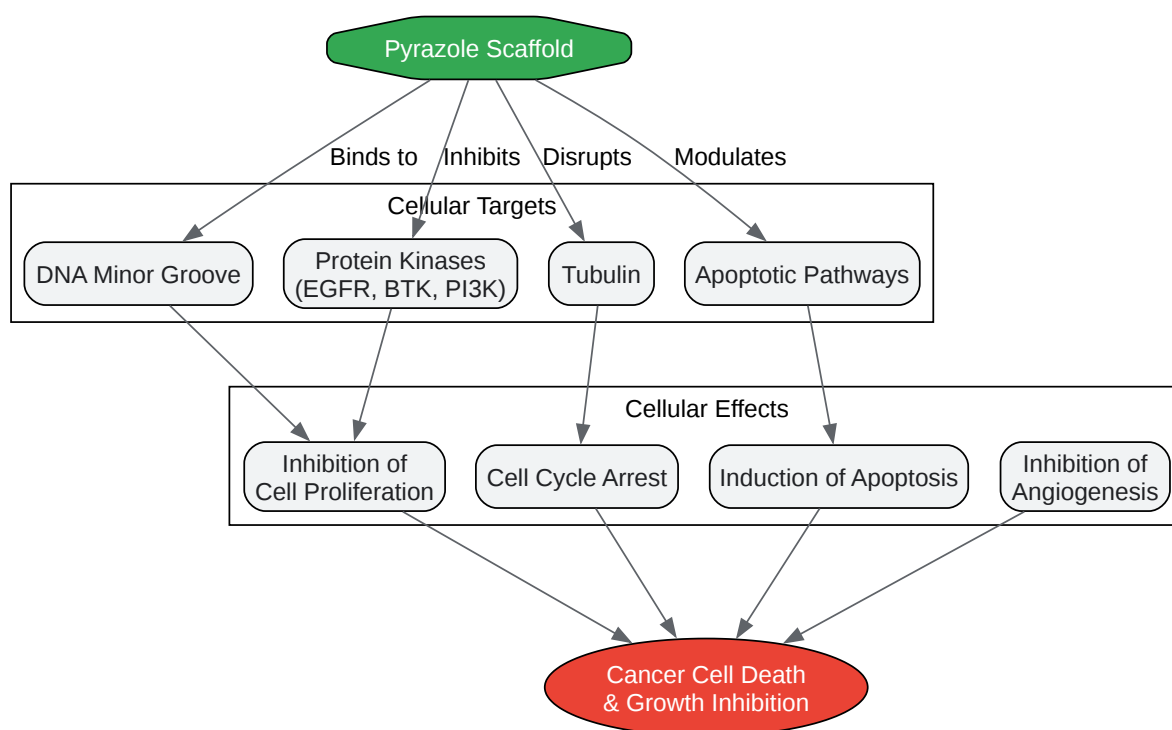 Pyrazole Scaffold
Binds to
Inhibits
Disrupts
Modulates
Cellular Targets
DNA Minor Groove
Protein Kinases
(EGFR, BTK, PI3K)
Tubulin
Apoptotic Pathways
Cellular Effects
Inhibition of
Cell Proliferation
Cell Cycle Arrest
Induction of Apoptosis
Inhibition of
Angiogenesis
Cancer Cell Death
& Growth Inhibition